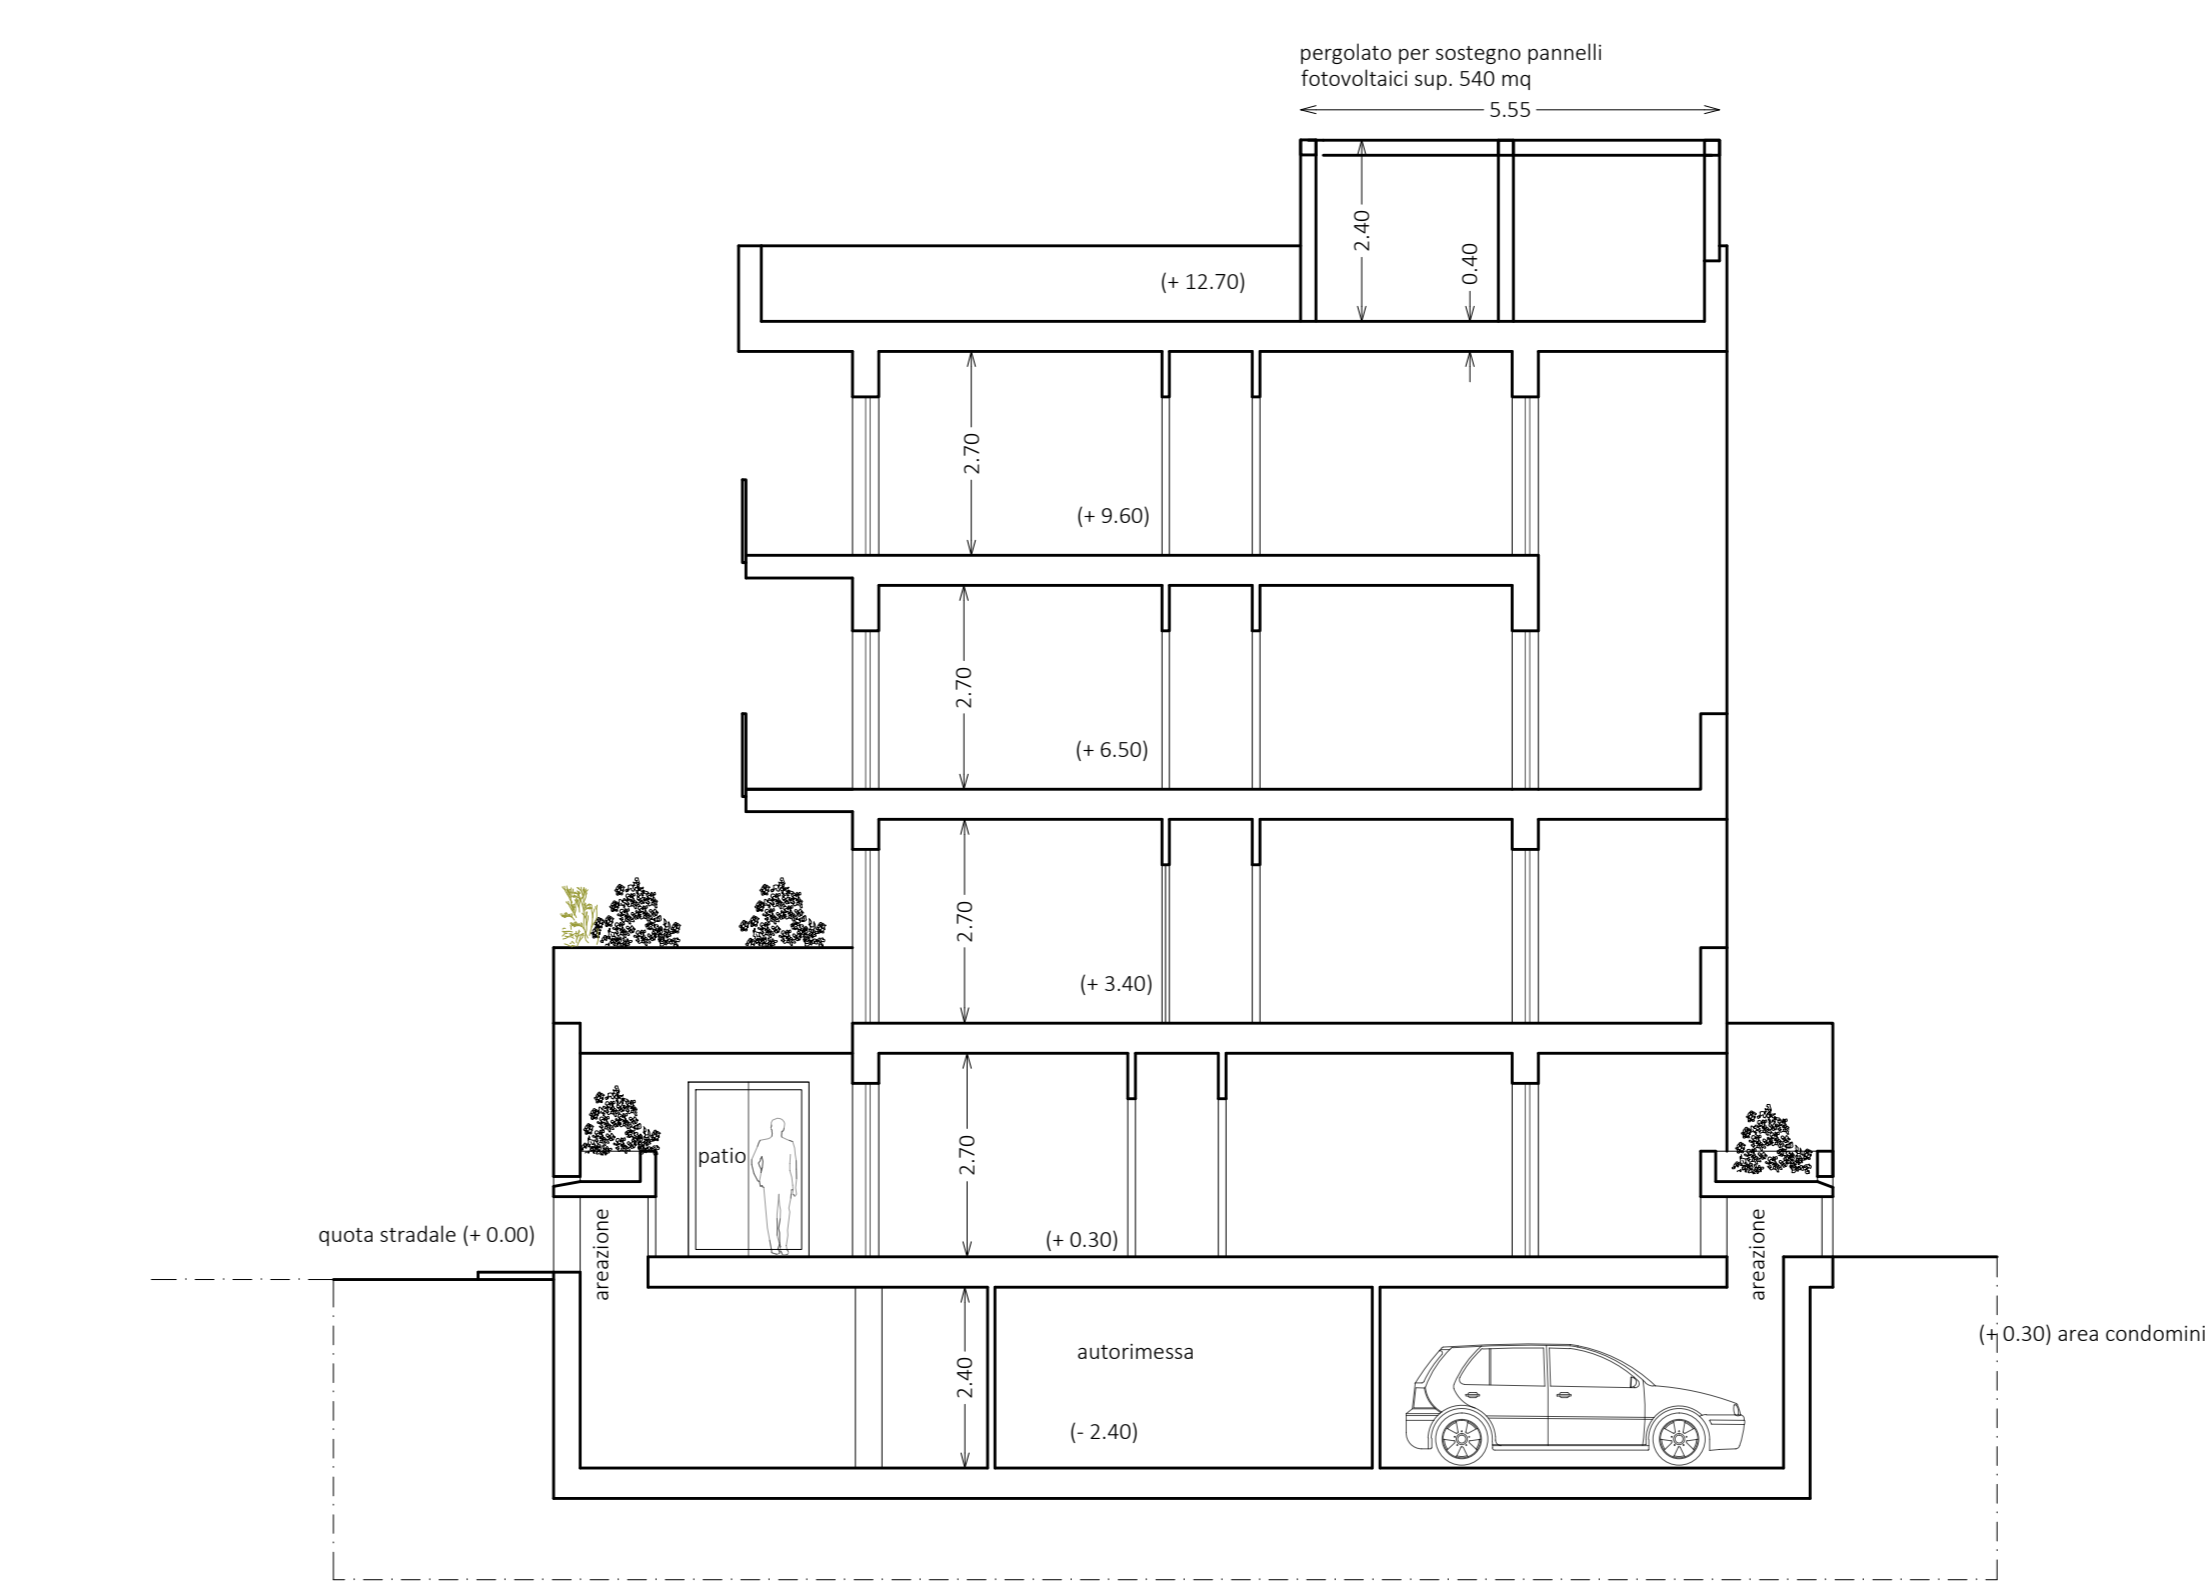 pergolato per sostegno pannelli
fotovoltaici sup. 540 mq
5.55
2.40
0.40
(+ 12.70)
2.70
(+ 9.60)
2.70
(+ 6.50)
2.70
(+ 3.40)
patio
2.70
(+ 0.30)
quota stradale (+ 0.00)
areazione
areazione
(+ 0.30) area condomini
autorimessa
2.40
(- 2.40)